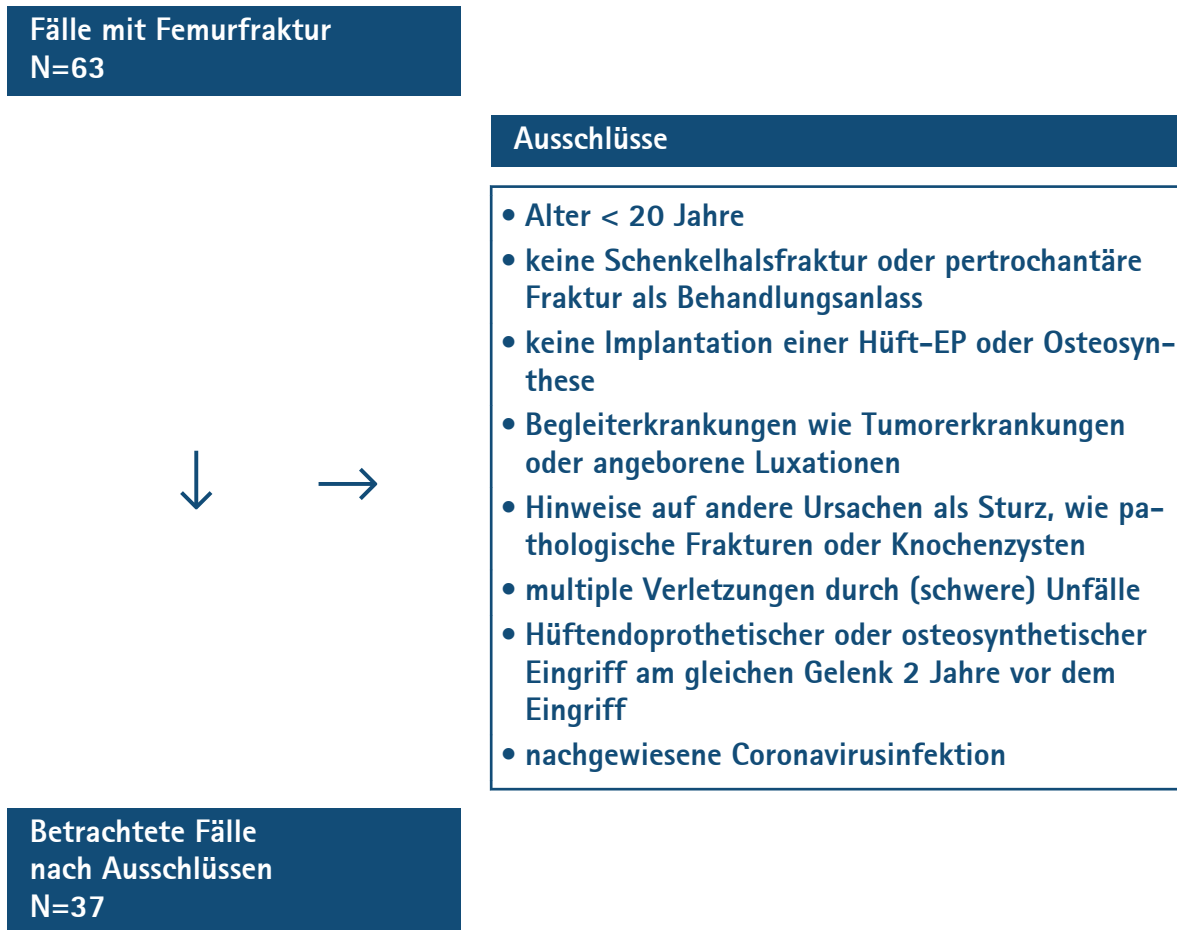 Fälle mit Femurfraktur
N=63
Ausschlüsse
• Alter < 20 Jahre
• keine Schenkelhalsfraktur oder pertrochantäre
Fraktur als Behandlungsanlass
• keine Implantation einer Hüft-EP oder Osteosyn-
these
• Begleiterkrankungen wie Tumorerkrankungen
oder angeborene Luxationen
• Hinweise auf andere Ursachen als Sturz, wie pa-
thologische Frakturen oder Knochenzysten
• multiple Verletzungen durch (schwere) Unfälle
• Hüftendoprothetischer oder osteosynthetischer
Eingriff am gleichen Gelenk 2 Jahre vor dem
Eingriff
• nachgewiesene Coronavirusinfektion
Betrachtete Fälle
nach Ausschlüssen
N=37